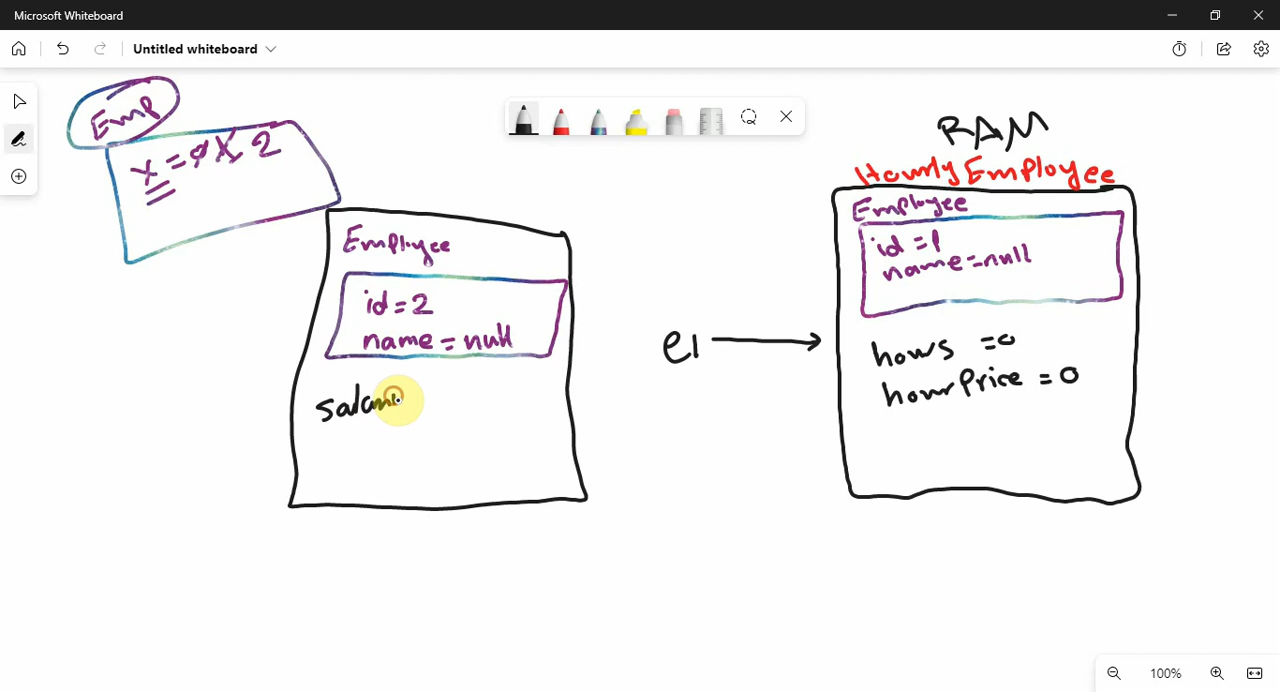 Microsoft Whiteboard
Untitled whiteboard
Emp
x = 2
Employee
id = 2
name = null
e1
RAM
HourlyEmployee
Employee
id = 1
name = null
hours = 0
hourPrice = 0
100%